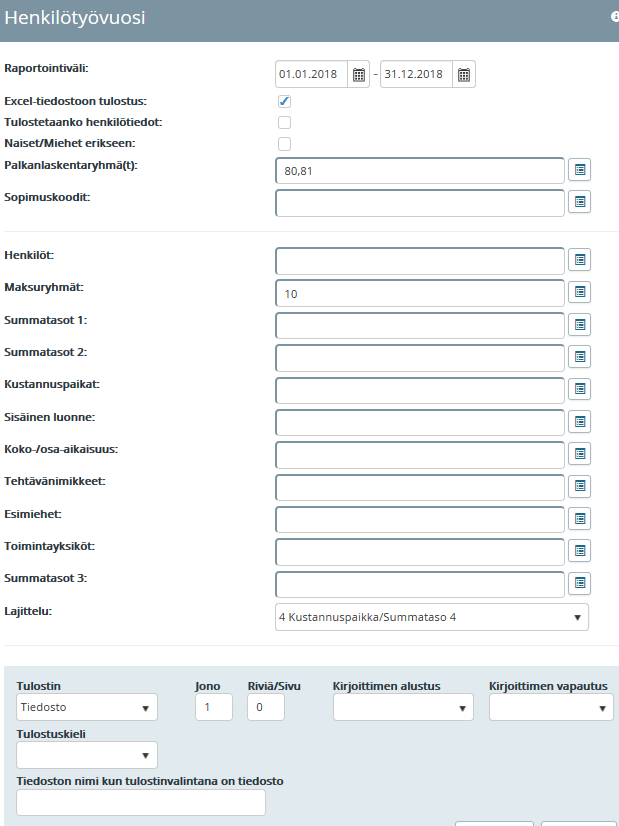 Henkilötyövuosi
Raportointiväli: 01.01.2018 - 31.12.2018
Excel-tiedostoon tulostus:
Tulostetaanko henkilötiedot:
Naiset/Miehet erikseen:
Palkanlaskentaryhmä(t): 80,81
Sopimuskoodit:
Henkilöt:
Maksuryhmät: 10
Summatasot 1:
Summatasot 2:
Kustannuspaikat:
Sisäinen luonne:
Koko-/osa-aikaisuus:
Tehtävänimikkeet:
Esimiehet:
Toimintayksiköt:
Summatasot 3:
Lajittelu: 4 Kustannuspaikka/Summataso 4
Tulostin Jono Riviä/Sivu Kirjoittimen alustus Kirjoittimen vapautus
Tiedosto 1 0
Tulostuskieli
Tiedoston nimi kun tulostinvalintana on tiedosto